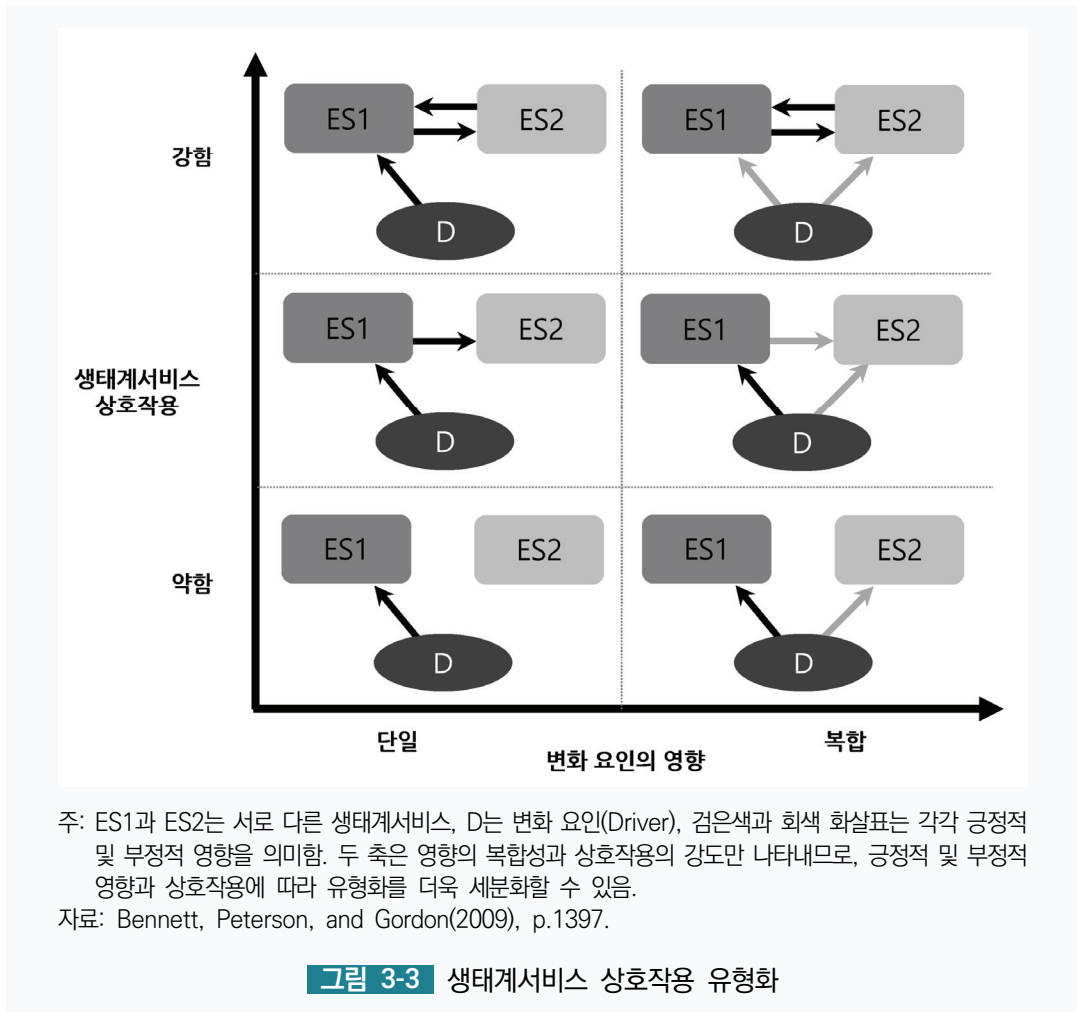 강함
ES1
ES2
D
ES1
ES2
D
생태계서비스
상호작용
ES1
ES2
D
ES1
ES2
D
약함
ES1
ES2
D
ES1
ES2
D
단일
복합
변화 요인의 영향
주: ES1과 ES2는 서로 다른 생태계서비스, D는 변화 요인(Driver), 검은색과 회색 화살표는 각각 긍정적
및 부정적 영향을 의미함. 두 축은 영향의 복합성과 상호작용의 강도만 나타내므로, 긍정적 및 부정적
영향과 상호작용에 따라 유형화를 더욱 세분화할 수 있음.
자료: Bennett, Peterson, and Gordon(2009), p.1397.
그림 3-3 생태계서비스 상호작용 유형화